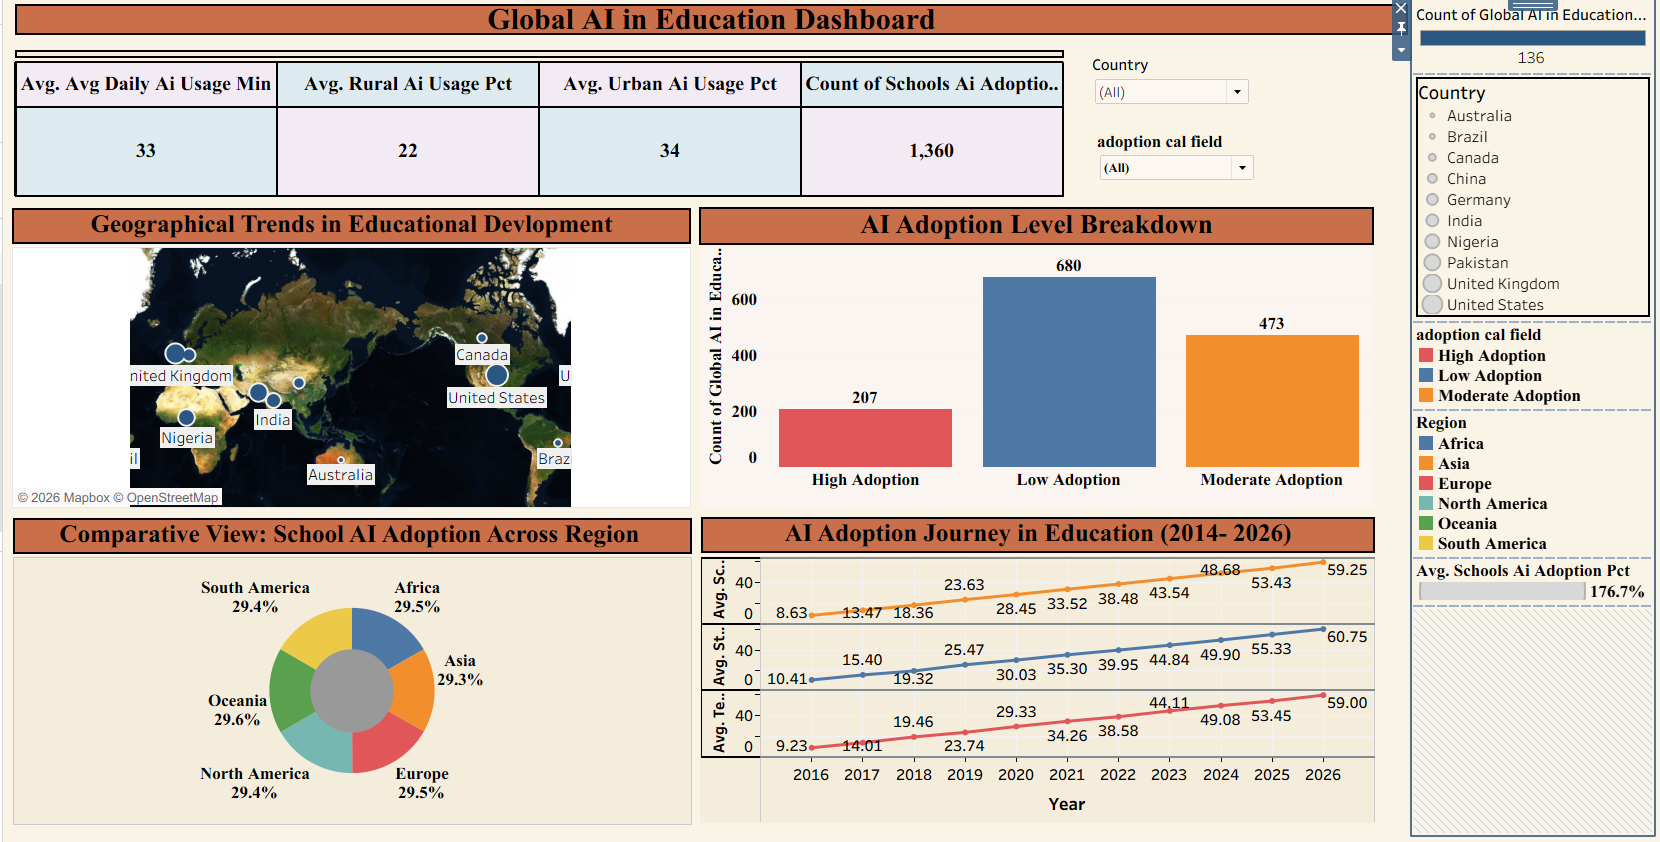 Global AI in Education Dashboard
Avg. Avg Daily Ai Usage Min
Avg. Rural Ai Usage Pct
Avg. Urban Ai Usage Pct
Count of Schools Ai Adoptio..
33
22
34
1,360
Country
(All)
adoption cal field
(All)
Geographical Trends in Educational Devlopment
nited Kingdom
Nigeria
India
Australia
Canada
United States
U
Brazi
il
© 2026 Mapbox © OpenStreetMap
AI Adoption Level Breakdown
Count of Global AI in Educa..
600
400
200
0
207
680
473
High Adoption
Low Adoption
Moderate Adoption
Comparative View: School AI Adoption Across Region
South America
29.4%
Africa
29.5%
Asia
29.3%
Oceania
29.6%
North America
29.4%
Europe
29.5%
AI Adoption Journey in Education (2014- 2026)
Avg. Sc..
40
0
8.63
13.47
18.36
23.63
28.45
33.52
38.48
43.54
48.68
53.43
59.25
Avg. St..
40
0
10.41
15.40
19.32
25.47
30.03
35.30
39.95
44.84
49.90
55.33
60.75
Avg. Te..
40
0
9.23
14.01
19.46
23.74
29.33
34.26
38.58
44.11
49.08
53.45
59.00
2016 2017 2018 2019 2020 2021 2022 2023 2024 2025 2026
Year
Count of Global AI in Education...
136
Country
Australia
Brazil
Canada
China
Germany
India
Nigeria
Pakistan
United Kingdom
United States
adoption cal field
High Adoption
Low Adoption
Moderate Adoption
Region
Africa
Asia
Europe
North America
Oceania
South America
Avg. Schools Ai Adoption Pct
176.7%